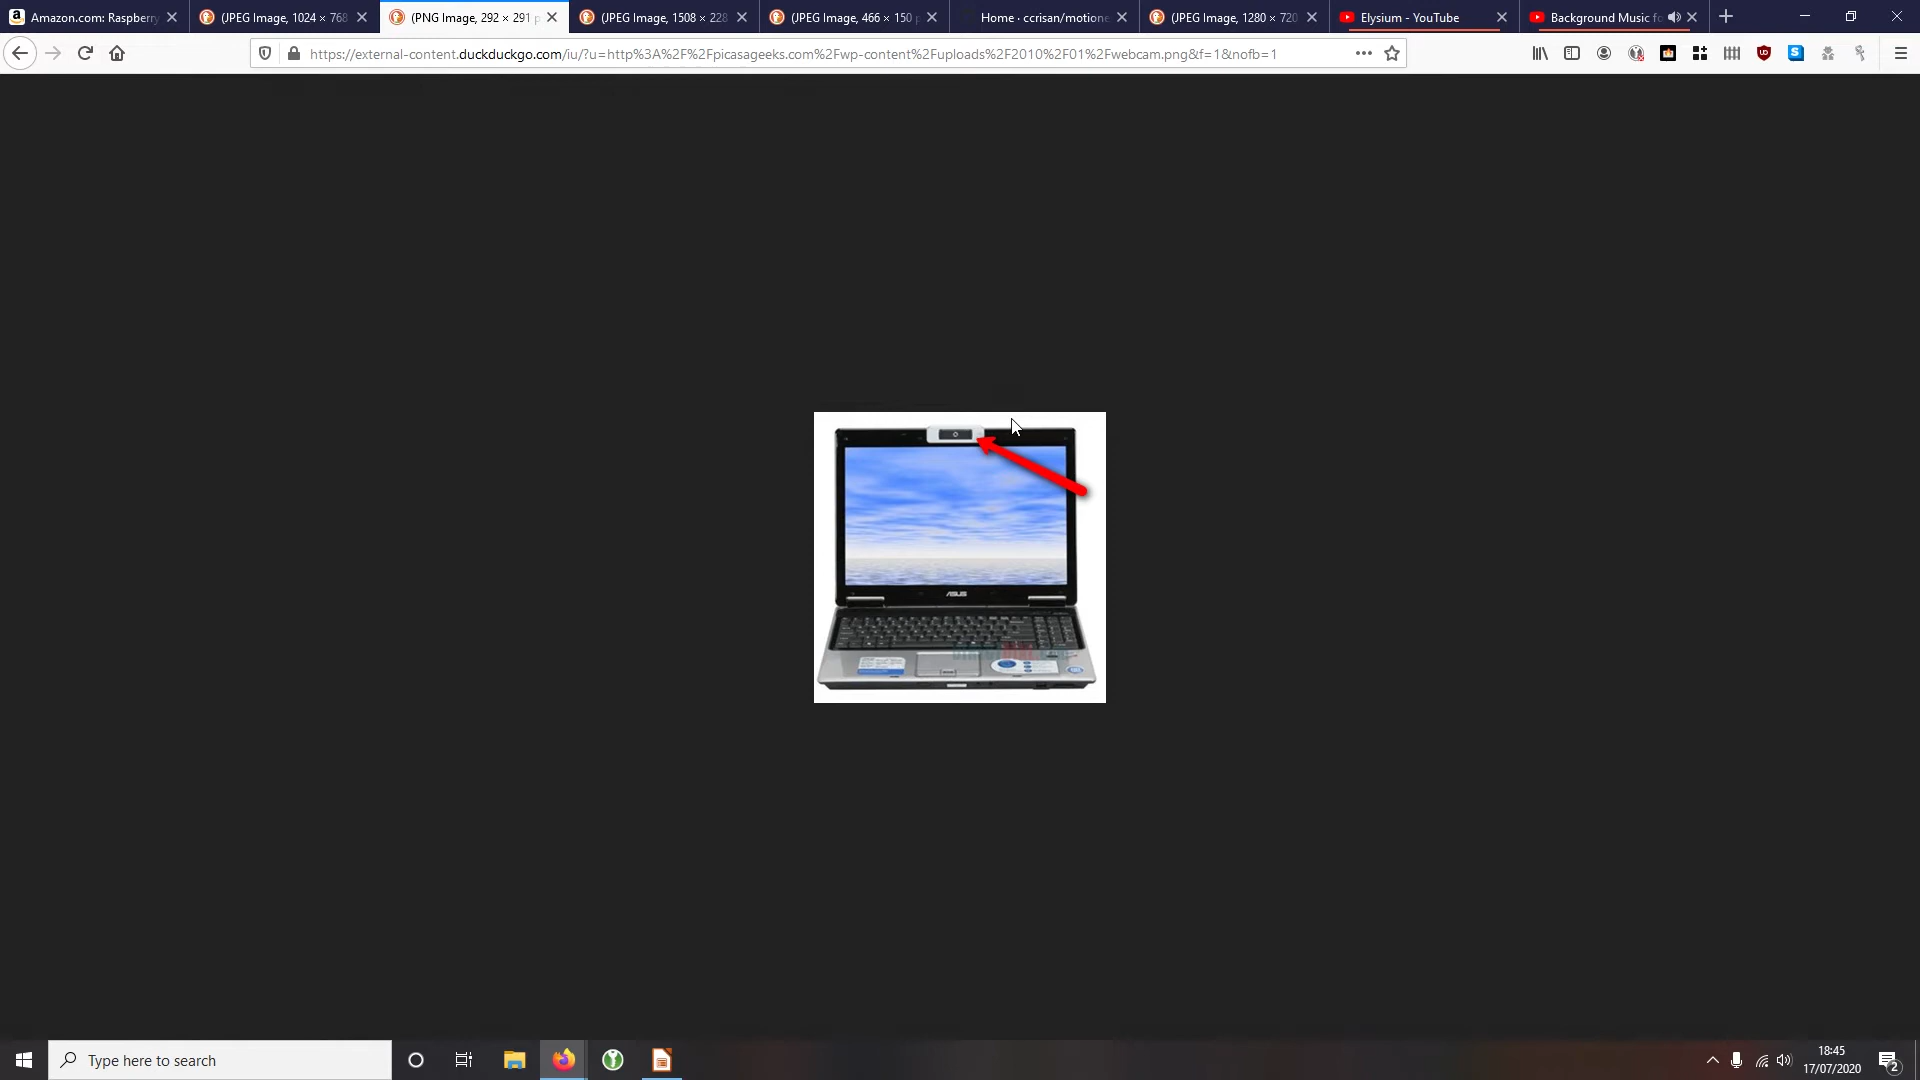 Amazon.com: Raspberry
(JPEG Image, 1024 × 768
(PNG Image, 292 × 291 p
(JPEG Image, 1508 × 228
(JPEG Image, 466 × 150 p
Home · ccrisan/motione
(JPEG Image, 1280 × 720
Elysium - YouTube
Background Music fo
https://external-content.duckduckgo.com/iu/?u=http%3A%2F%2Fpicasageeks.com%2Fwp-content%2Fuploads%2F2010%2F01%2Fwebcam.png&f=1&nofb=1
ASUS
Type here to search
18:45
17/07/2020
2